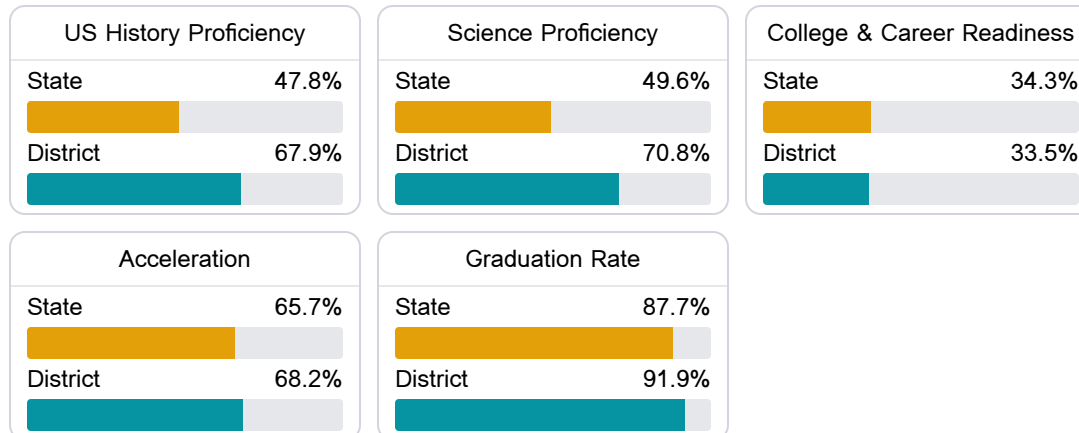 US History Proficiency
State 47.8%
District 67.9%
Science Proficiency
State 49.6%
District 70.8%
College & Career Readiness
State 34.3%
District 33.5%
Acceleration
State 65.7%
District 68.2%
Graduation Rate
State 87.7%
District 91.9%